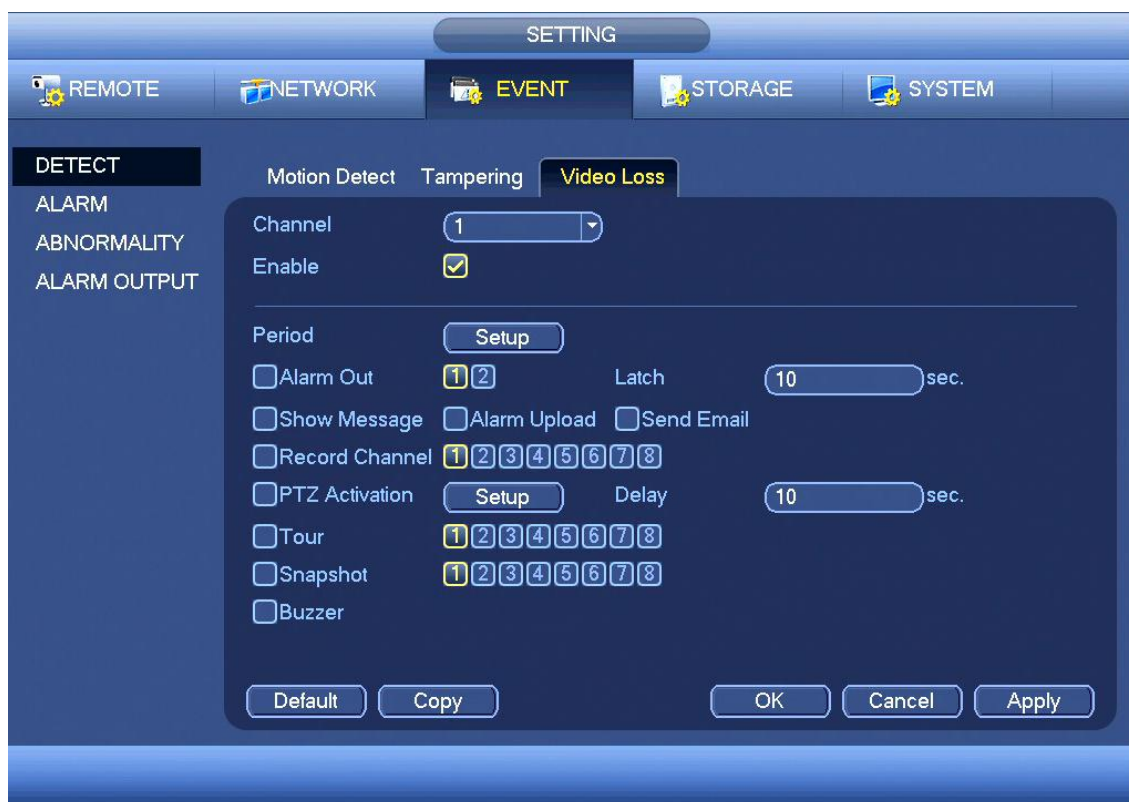 SETTING
REMOTE NETWORK EVENT STORAGE SYSTEM
DETECT
ALARM
ABNORMALITY
ALARM OUTPUT
Motion Detect Tampering Video Loss
Channel 1
Enable
Period Setup
Alarm Out 1 2 Latch 10 sec.
Show Message Alarm Upload Send Email
Record Channel 1 2 3 4 5 6 7 8
PTZ Activation Setup Delay 10 sec.
Tour 1 2 3 4 5 6 7 8
Snapshot 1 2 3 4 5 6 7 8
Buzzer
Default Copy OK Cancel Apply